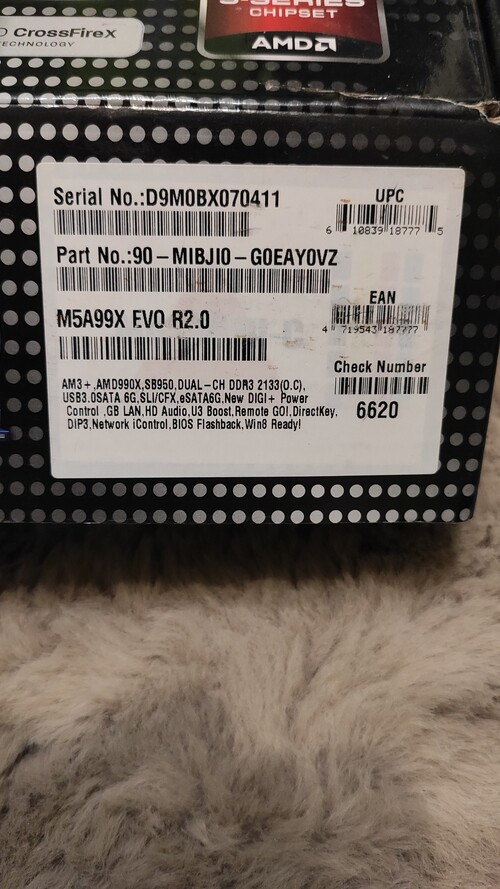 CrossFireX
TECHNOLOGY
CHIPSET
AMD
Serial No.:D9M0BX070411
UPC
6 10839 18777 5
Part No.:90-MIBJI0-G0EAY0VZ
EAN
4 719543 187777
M5A99X EVO R2.0
Check Number
6620
AM3+,AMD990X,SB950,DUAL-CH DDR3 2133(O.C),
USB3.0SATA 6G,SLI/CFX,eSATA6G,New DIGI+ Power
Control ,GB LAN,HD Audio,U3 Boost,Remote GO!,DirectKey,
DIP3,Network iControl,BIOS Flashback,Win8 Ready!